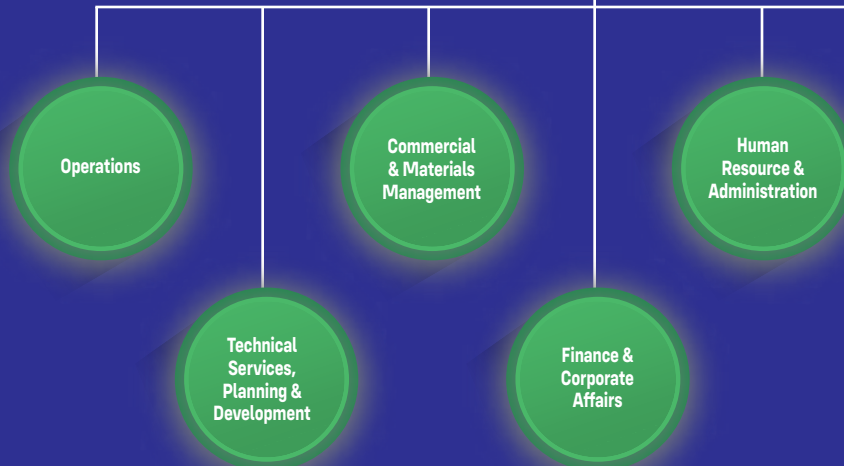 Operations
Commercial
& Materials
Management
Human
Resource &
Administration
Technical
Services,
Planning &
Development
Finance &
Corporate
Affairs